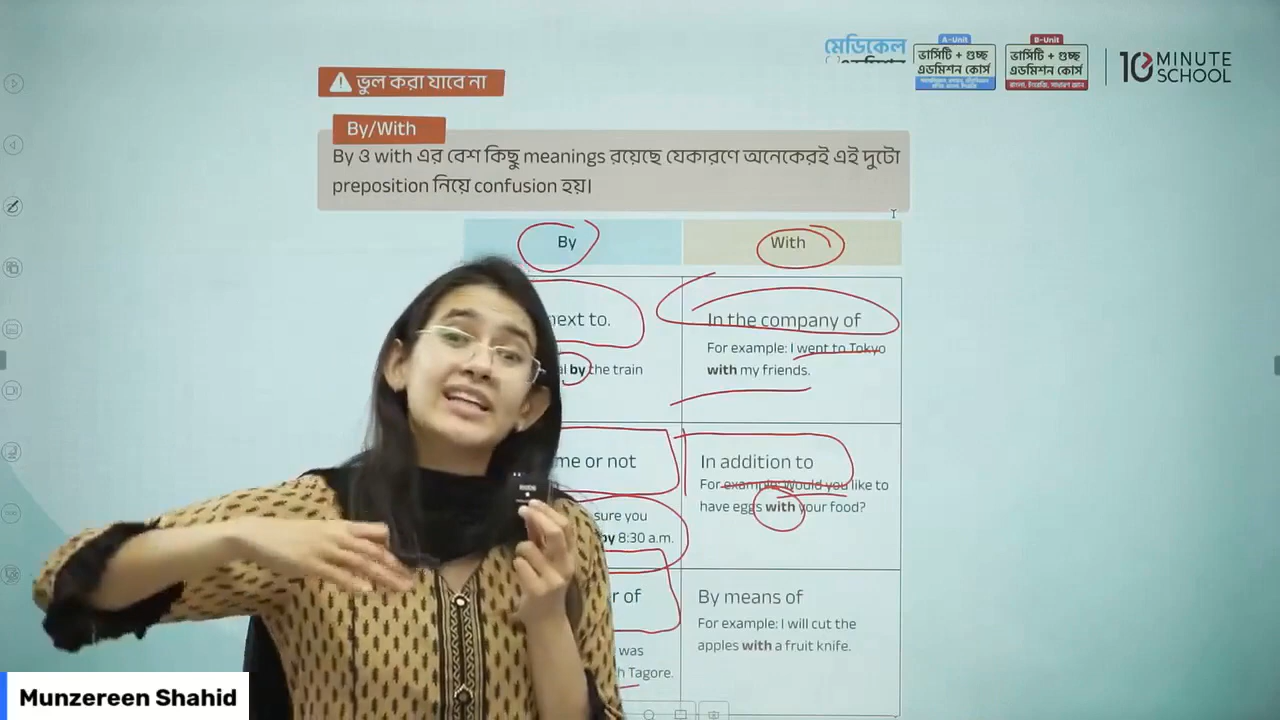 মেডিকেল
A-Unit
ভার্সিটি + গুচ্ছ
এডমিশন কোর্স
B-Unit
ভার্সিটি + গুচ্ছ
এডমিশন কোর্স
বাংলা, ইংরেজি, সাধারণ জ্ঞান
10 MINUTE
SCHOOL
ভুল করা যাবে না
By/With
By ও with এর বেশ কিছু meanings রয়েছে যেকারণে অনেকেরই এই দুটো
preposition নিয়ে confusion হয়।
By
With
next to.
by the train
In the company of
For example: I went to Tokyo
with my friends.
or not
sure you
by 8:30 a.m.
In addition to
For example: Would you like to
have eggs with your food?
of
was
Tagore.
By means of
For example: I will cut the
apples with a fruit knife.
Munzereen Shahid